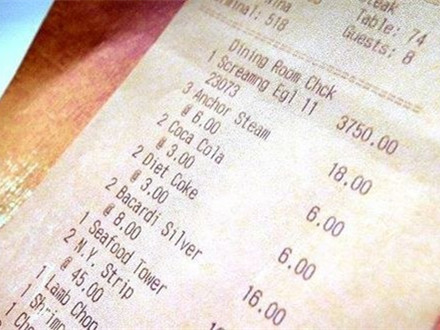 Table: 74
518
Guests: 8
Dining Room Chck
1 Screamng Egl 11 3750.00
23073
3 Anchor Steam 18.00
@ 6.00
2 Coca Cola 6.00
@ 3.00
2 Diet Coke 6.00
@ 3.00
2 Bacardi Silver 16.00
@ 8.00
1 Seafood Tower
2 N.Y. Strip
@ 45.00
1 Lamb Chop
1
1